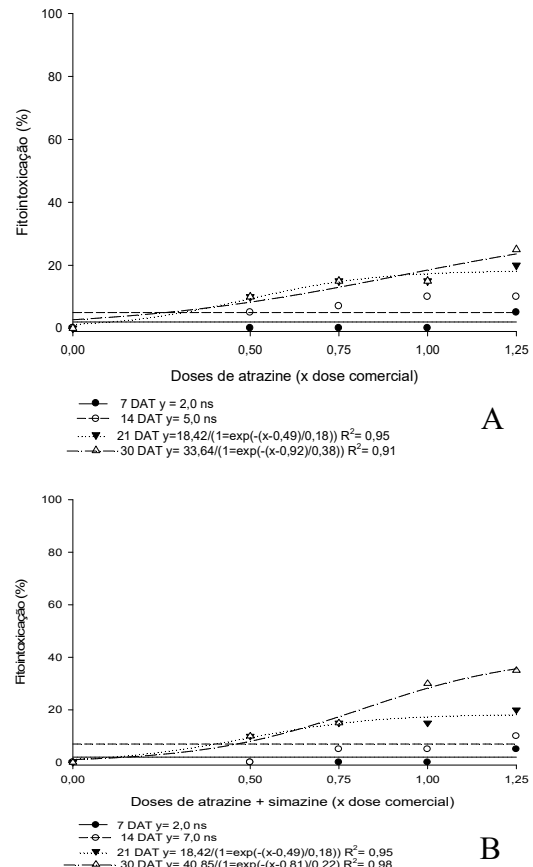 100
80
60
40
20
0
Fitointoxicação (%)
0,00 0,50 0,75 1,00 1,25
Doses de atrazine (x dose comercial)
7 DAT y = 2,0 ns
14 DAT y= 5,0 ns
21 DAT y=18,42/(1=exp(-(x-0,49)/0,18)) R²= 0,95
30 DAT y= 33,64/(1=exp(-(x-0,92)/0,38)) R²= 0,91
A
100
80
60
40
20
0
Fitointoxicação (%)
0,00 0,50 0,75 1,00 1,25
Doses de atrazine + simazine (x dose comercial)
7 DAT y= 2,0 ns
14 DAT y= 7,0 ns
21 DAT y= 18,42/(1=exp(-(x-0,49)/0,18)) R²= 0,95
30 DAT y= 40,85/(1=exp(-(x-0,81)/0,22) R²= 0,98
B